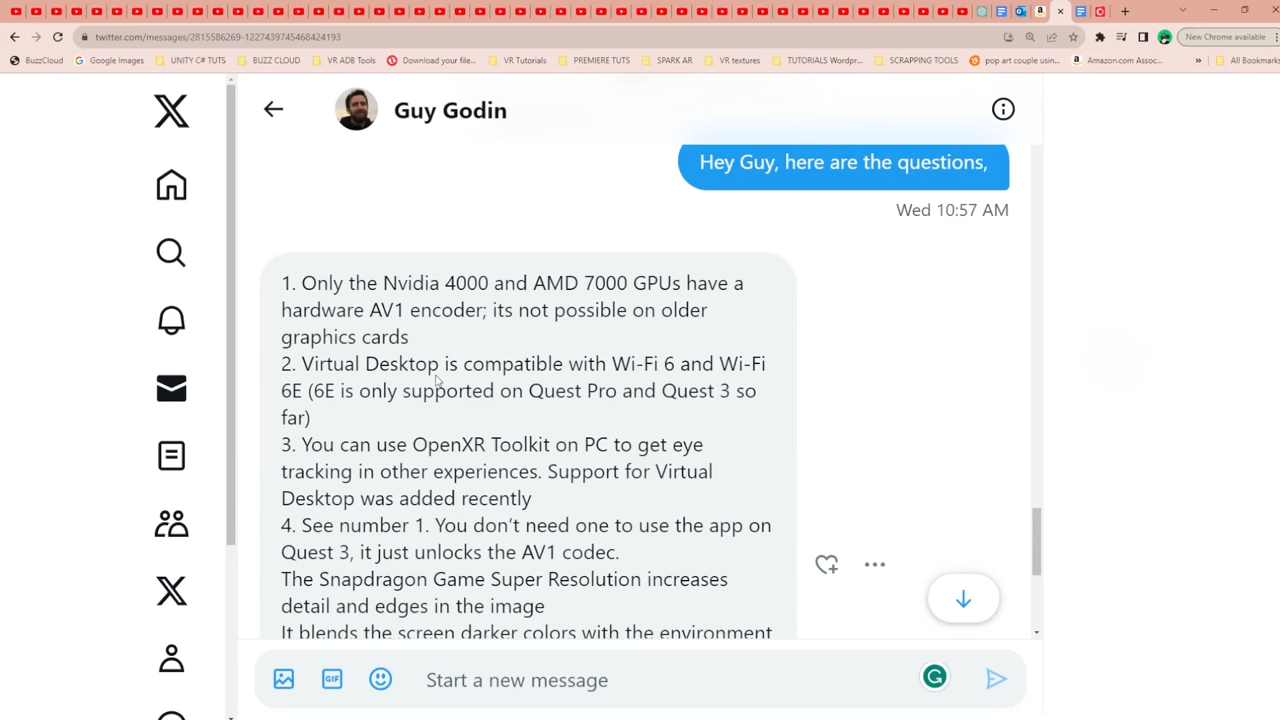 twitter.com/messages/2815586269-1227439745468424193
New Chrome available
BuzzCloud
Google Images
UNITY C# TUTS
BUZZ CLOUD
VR ADB Tools
Download your file...
VR Tutorials
PREMIERE TUTS
SPARK AR
VR textures
TUTORIALS Wordpr...
SCRAPPING TOOLS
pop art couple usin...
Amazon.com Assoc...
»
All Bookmarks
Guy Godin
Hey Guy, here are the questions,
Wed 10:57 AM
1. Only the Nvidia 4000 and AMD 7000 GPUs have a
hardware AV1 encoder; its not possible on older
graphics cards
2. Virtual Desktop is compatible with Wi-Fi 6 and Wi-Fi
6E (6E is only supported on Quest Pro and Quest 3 so
far)
3. You can use OpenXR Toolkit on PC to get eye
tracking in other experiences. Support for Virtual
Desktop was added recently
4. See number 1. You don’t need one to use the app on
Quest 3, it just unlocks the AV1 codec.
The Snapdragon Game Super Resolution increases
detail and edges in the image
It blends the screen darker colors with the environment
GIF
Start a new message